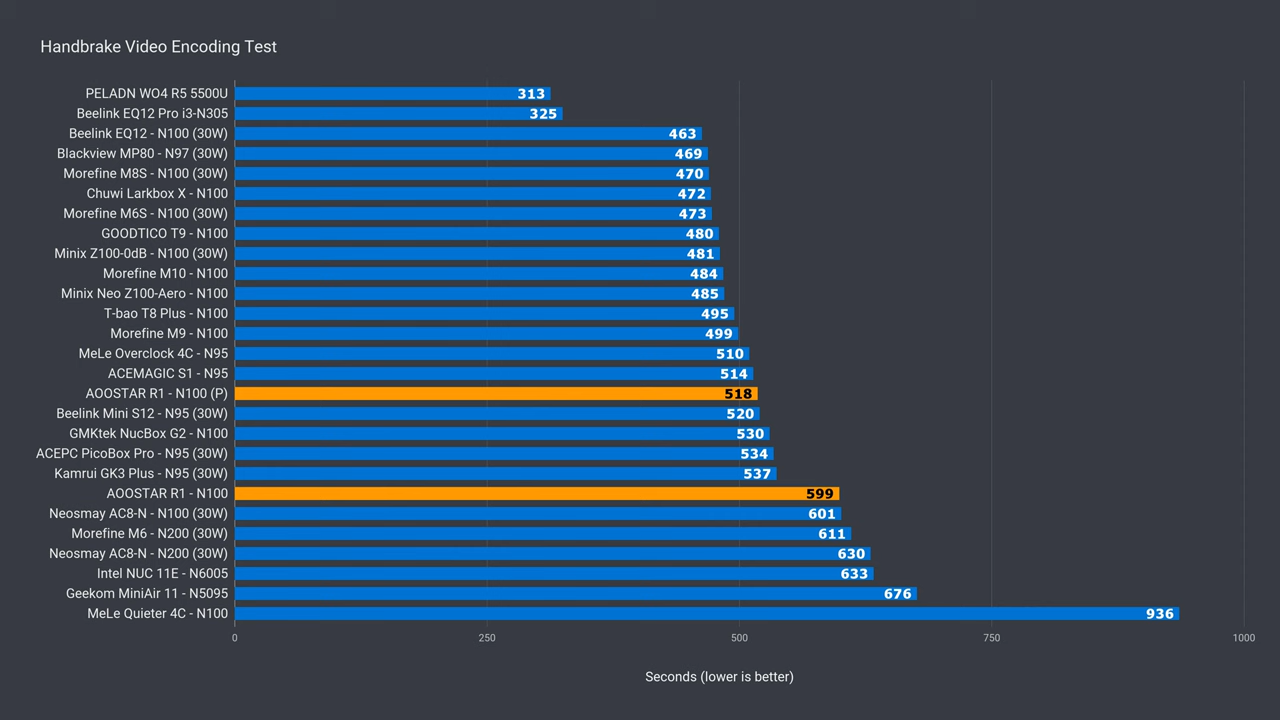 Handbrake Video Encoding Test
PELADN WO4 R5 5500U 313
Beelink EQ12 Pro i3-N305 325
Beelink EQ12 - N100 (30W) 463
Blackview MP80 - N97 (30W) 469
Morefine M8S - N100 (30W) 470
Chuwi Larkbox X - N100 472
Morefine M6S - N100 (30W) 473
GOODTICO T9 - N100 480
Minix Z100-0dB - N100 (30W) 481
Morefine M10 - N100 484
Minix Neo Z100-Aero - N100 485
T-bao T8 Plus - N100 495
Morefine M9 - N100 499
MeLe Overclock 4C - N95 510
ACEMAGIC S1 - N95 514
AOOSTAR R1 - N100 (P) 518
Beelink Mini S12 - N95 (30W) 520
GMKtek NucBox G2 - N100 530
ACEPC PicoBox Pro - N95 (30W) 534
Kamrui GK3 Plus - N95 (30W) 537
AOOSTAR R1 - N100 599
Neosmay AC8-N - N100 (30W) 601
Morefine M6 - N200 (30W) 611
Neosmay AC8-N - N200 (30W) 630
Intel NUC 11E - N6005 633
Geekom MiniAir 11 - N5095 676
MeLe Quieter 4C - N100 936
0 250 500 750 1000
Seconds (lower is better)